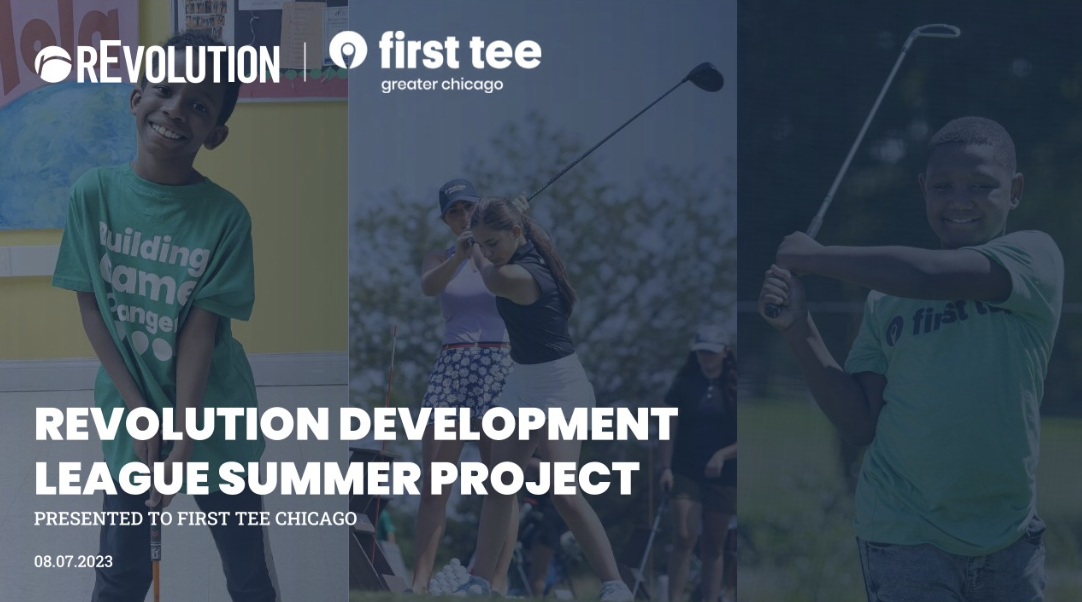 rEvolution
first tee
greater chicago
Building
Game
Changers
first t
REVOLUTION DEVELOPMENT
LEAGUE SUMMER PROJECT
PRESENTED TO FIRST TEE CHICAGO
08.07.2023